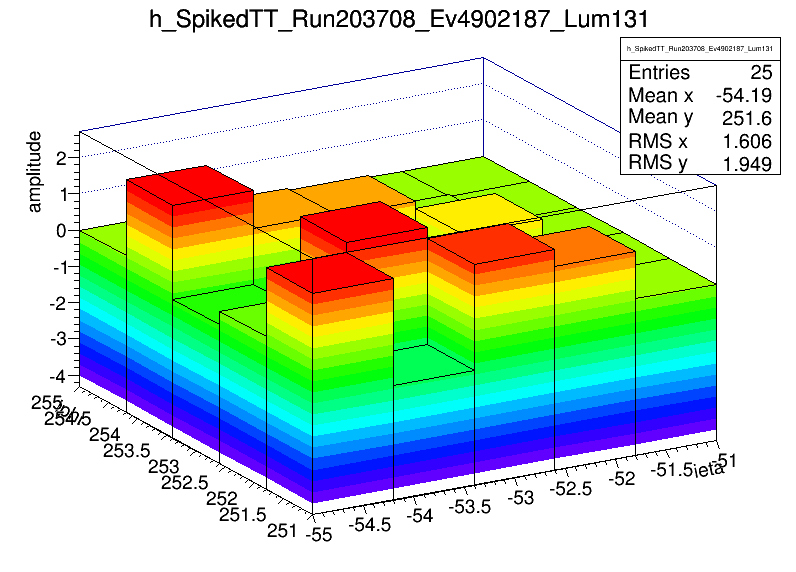 h_SpikedTT_Run203708_Ev4902187_Lum131
h_SpikedTT_Run203708_Ev4902187_Lum131
Entries 25
Mean x -54.19
Mean y 251.6
RMS x 1.606
RMS y 1.949
amplitude
2
1
0
-1
-2
-3
-4
255
254.5
254
253.5
253
252.5
252
251.5
251
-55
-54.5
-54
-53.5
-53
-52.5
-52
-51.5
-51
ieta